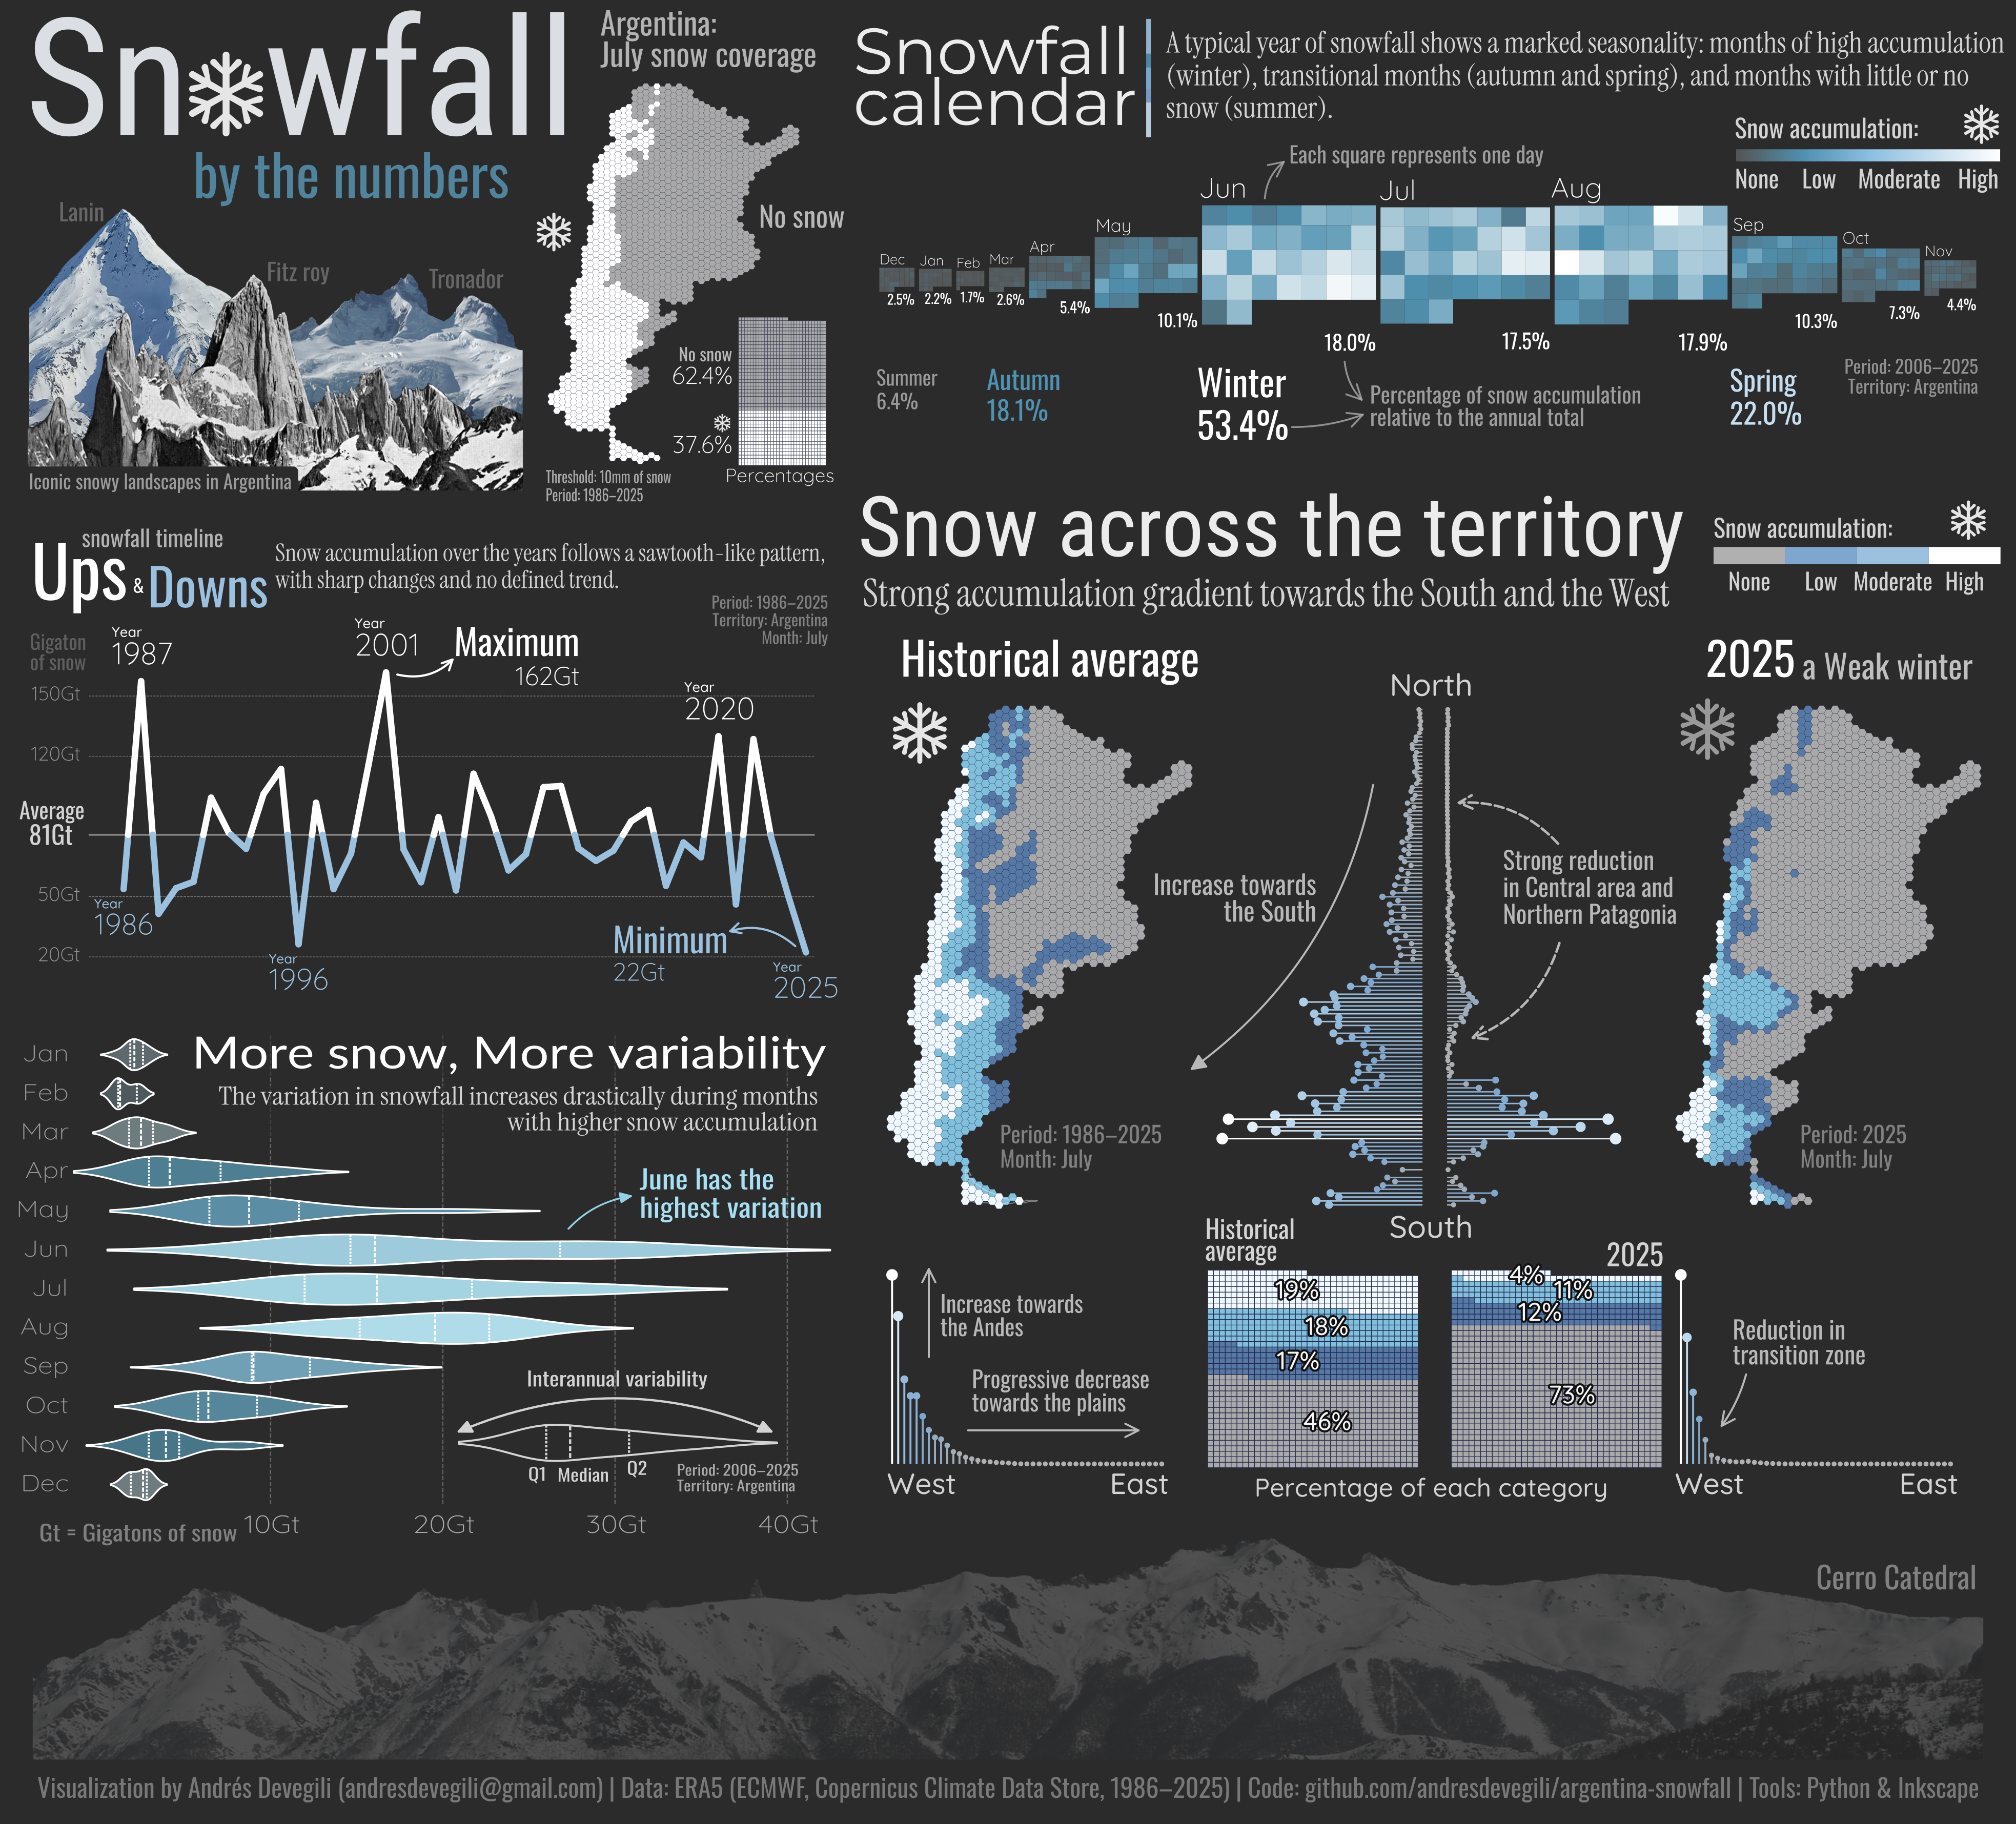 Snowfall
by the numbers
Lanin
Fitz roy
Tronador
Iconic snowy landscapes in Argentina
Argentina:
July snow coverage
No snow
No snow
62.4%
37.6%
Percentages
Threshold: 10mm of snow
Period: 1986–2025
Snowfall
calendar
A typical year of snowfall shows a marked seasonality: months of high accumulation
(winter), transitional months (autumn and spring), and months with little or no
snow (summer).
Snow accumulation:
None Low Moderate High
Each square represents one day
Dec
2.5%
Jan
2.2%
Feb
1.7%
Mar
2.6%
Apr
5.4%
May
10.1%
Jun
18.0%
Jul
17.5%
Aug
17.9%
Sep
10.3%
Oct
7.3%
Nov
4.4%
Summer
6.4%
Autumn
18.1%
Winter
53.4%
Percentage of snow accumulation
relative to the annual total
Spring
22.0%
Period: 2006–2025
Territory: Argentina
snowfall timeline
Ups & Downs
Snow accumulation over the years follows a sawtooth-like pattern,
with sharp changes and no defined trend.
Period: 1986–2025
Territory: Argentina
Month: July
Gigaton
of snow
150Gt
120Gt
Average
81Gt
50Gt
20Gt
Year
1987
Year
2001
Maximum
162Gt
Year
2020
Year
1986
Year
1996
Minimum
22Gt
Year
2025
More snow, More variability
The variation in snowfall increases drastically during months
with higher snow accumulation
Jan
Feb
Mar
Apr
May
Jun
Jul
Aug
Sep
Oct
Nov
Dec
June has the
highest variation
Interannual variability
Q1 Median Q2
Period: 2006–2025
Territory: Argentina
Gt = Gigatons of snow
10Gt 20Gt 30Gt 40Gt
Snow across the territory
Strong accumulation gradient towards the South and the West
Snow accumulation:
None Low Moderate High
Historical average
Period: 1986–2025
Month: July
North
Increase towards
the South
Strong reduction
in Central area and
Northern Patagonia
South
2025 a Weak winter
Period: 2025
Month: July
Increase towards
the Andes
Progressive decrease
towards the plains
West East
Historical
average
19%
18%
17%
46%
2025
4%
11%
12%
73%
Percentage of each category
Reduction in
transition zone
West East
Cerro Catedral
Visualization by Andrés Devegili (andresdevegili@gmail.com) | Data: ERA5 (ECMWF, Copernicus Climate Data Store, 1986–2025) | Code: github.com/andresdevegili/argentina-snowfall | Tools: Python & Inkscape